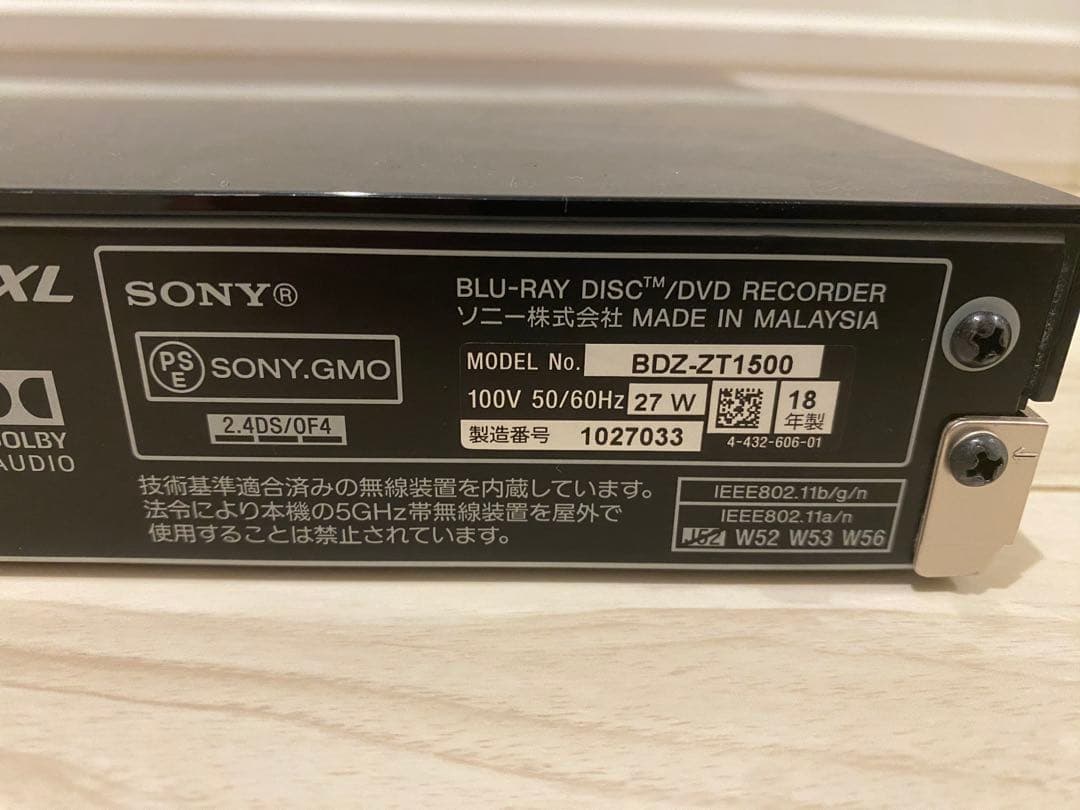 XL
SONY®
BLU-RAY DISC™/DVD RECORDER
ソニー株式会社 MADE IN MALAYSIA
PSE SONY.GMO
MODEL No. BDZ-ZT1500
100V 50/60Hz 27 W
18年製
2.4DS/OF4
製造番号 1027033
4-432-606-01
DOLBY
AUDIO
技術基準適合済みの無線装置を内蔵しています。
法令により本機の5GHz帯無線装置を屋外で
使用することは禁止されています。
IEEE802.11b/g/n
IEEE802.11a/n
J52 W52 W53 W56